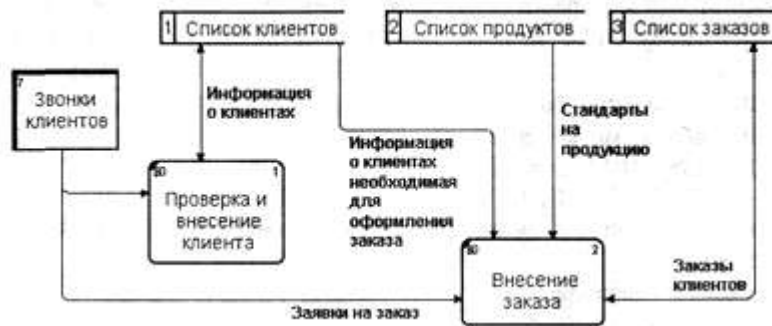 1 Список клиентов
2 Список продуктов
3 Список заказов
7
Звонки
клиентов
Информация
о клиентах
Стандарты
на
продукцию
Информация
о клиентах
необходимая
для
оформления
заказа
$0 1
Проверка и
внесение
клиента
$0 2
Внесение
заказа
Заказы
клиентов
Заявки на заказ